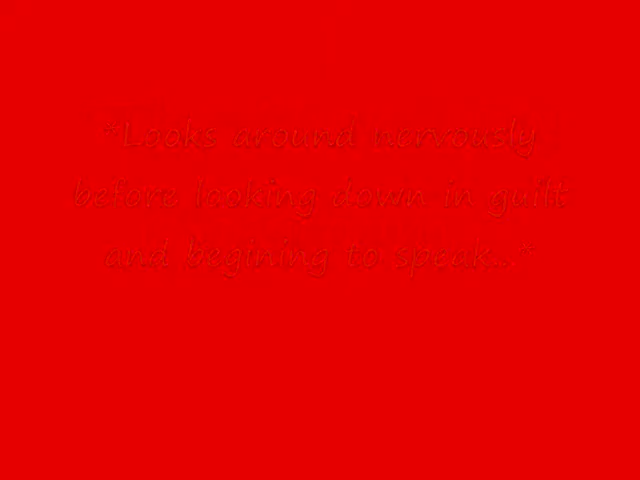 *Looks around nervously
before looking down in guilt
and begining to speak...*